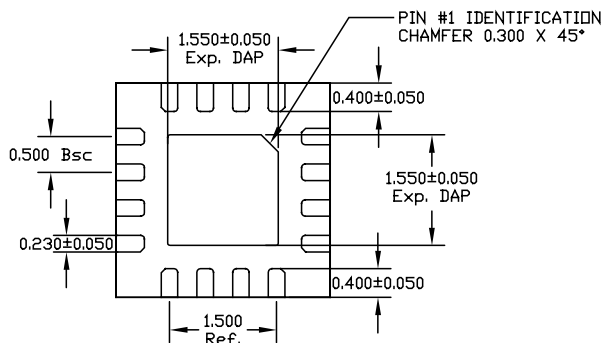 PIN #1 IDENTIFICATION
CHAMFER 0.300 X 45°
1.550±0.050
Exp. DAP
0.400±0.050
0.500 Bsc
1.550±0.050
Exp. DAP
0.230±0.050
0.400±0.050
1.500
Ref.